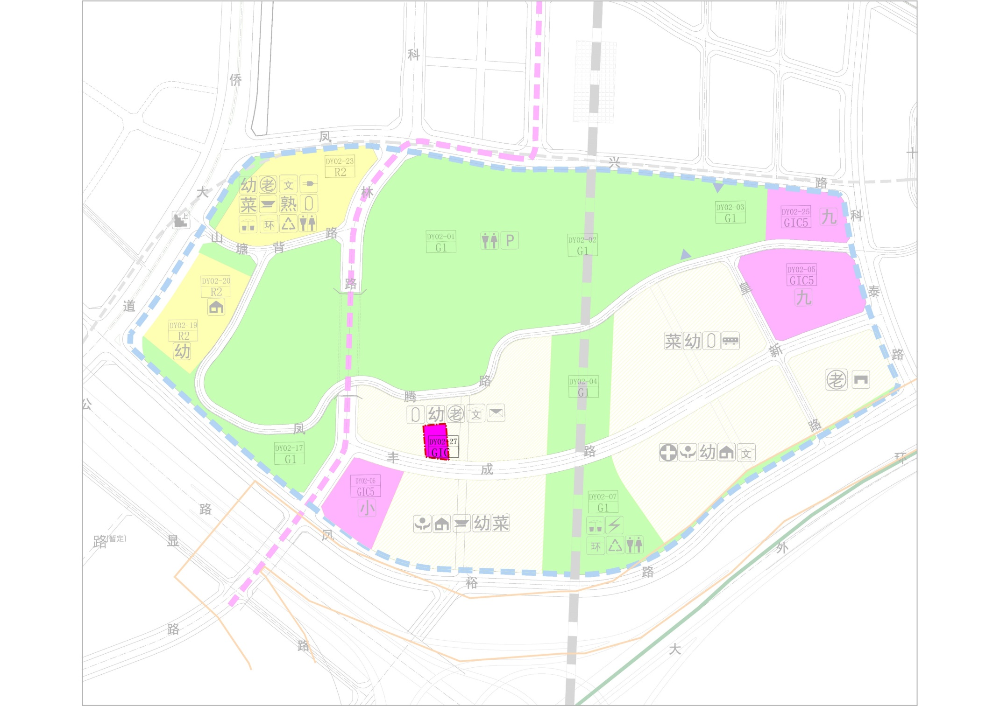 科
侨
凤
兴
十
路
大
林
路
科
DY02-23
R2
幼 老 文
菜 熟
环
上
山 塘 背
DY02-01
G1
P
DY02-02
G1
DY02-03
G1
DY02-25
GIC5
九
DY02-05
GIC5
九
皇
泰
DY02-20
R2
道
路
DY02-19
R2
幼
菜 幼
新
路
老
DY02-04
G1
路
腾
公
幼 老 文
凤
路
DY02-27
GIC
DY02-17
G1
丰
成
路
幼 文
环
DY02-06
GIC5
小
DY02-07
G1
环
幼 菜
路
显
路(暂定)
凤
裕
路
外
路
路
大